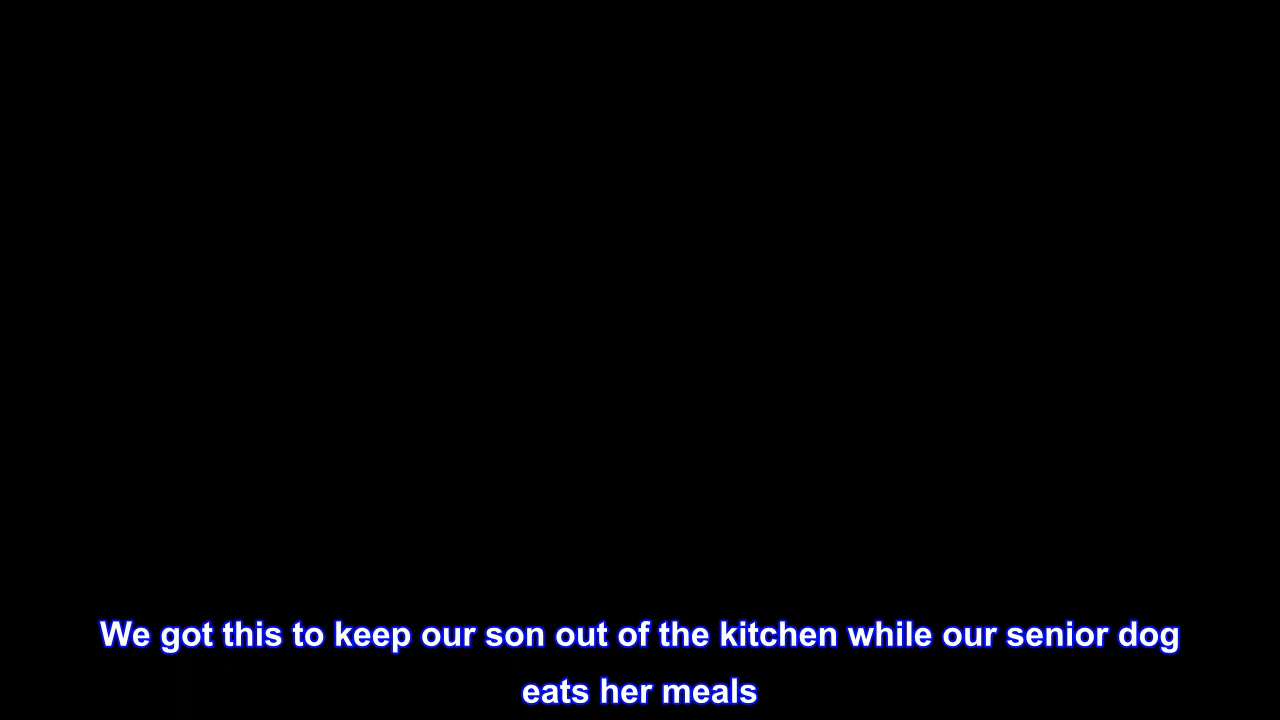 We got this to keep our son out of the kitchen while our senior dog
eats her meals